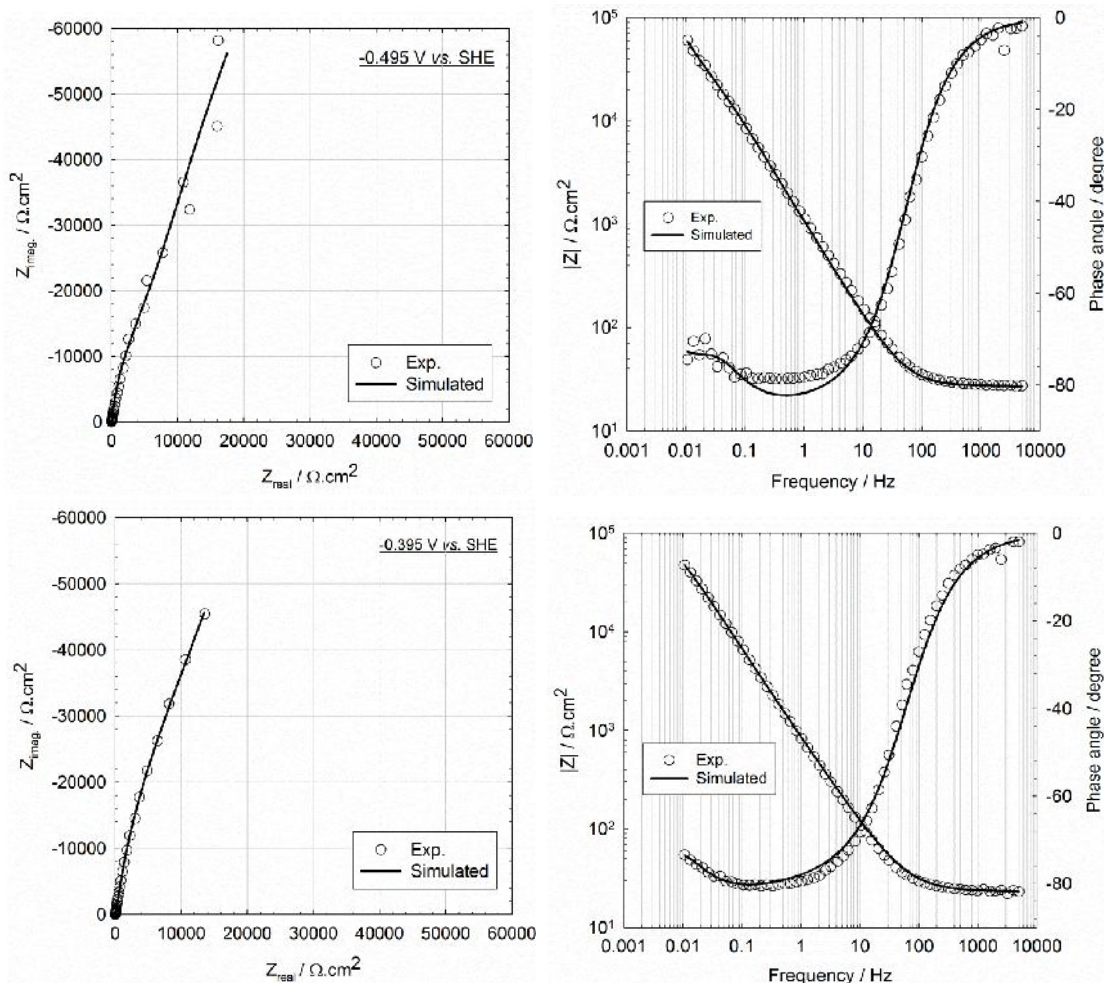 -60000
-50000
-40000
-30000
-20000
-10000
0
Z imag. / Ω.cm²
-0.495 V vs. SHE
Exp.
Simulated
0 10000 20000 30000 40000 50000 60000
Z real / Ω.cm²
10⁵
10⁴
10³
10²
10¹
|Z| / Ω.cm²
Exp.
Simulated
0
-20
-40
-60
-80
Phase angle / degree
0.001 0.01 0.1 1 10 100 1000 10000
Frequency / Hz
-60000
-50000
-40000
-30000
-20000
-10000
0
Z imag. / Ω.cm²
-0.395 V vs. SHE
Exp.
Simulated
0 10000 20000 30000 40000 50000 60000
Z real / Ω.cm²
10⁵
10⁴
10³
10²
10¹
|Z| / Ω.cm²
Exp.
Simulated
0
-20
-40
-60
-80
Phase angle / degree
0.001 0.01 0.1 1 10 100 1000 10000
Frequency / Hz